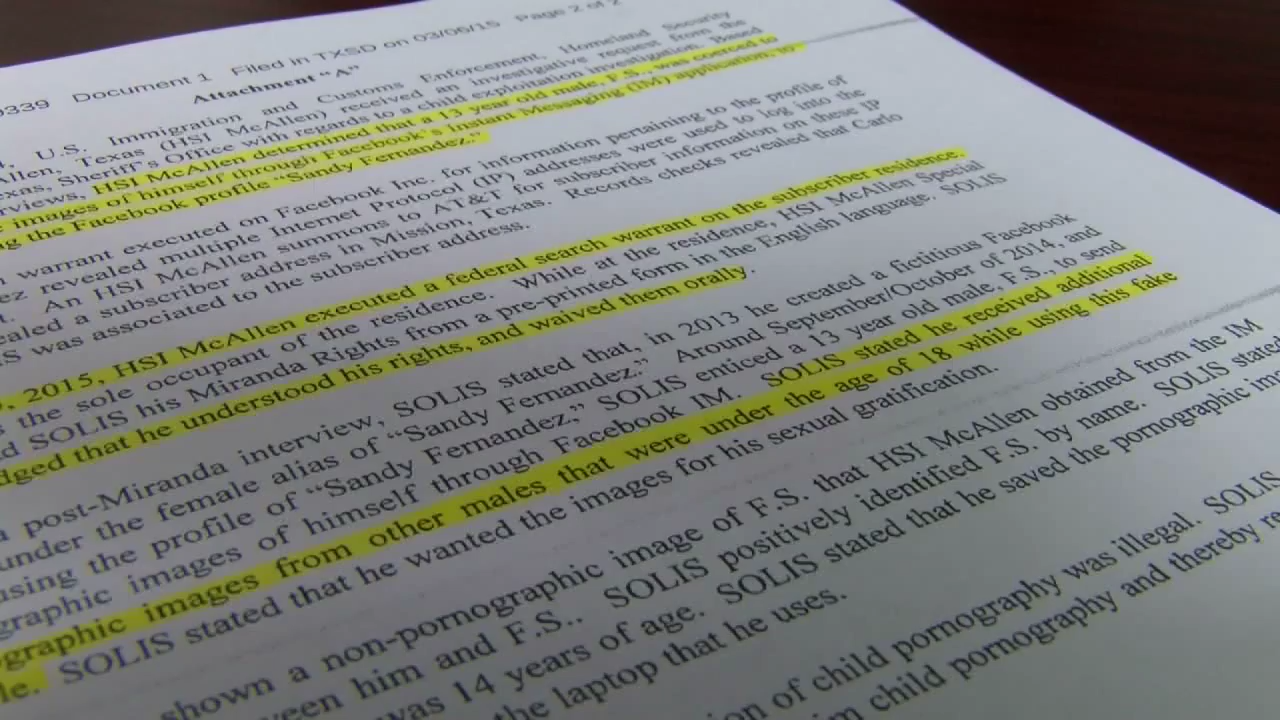 0339 Document 1 Filed in TXSD on 03/06/15 Page 2 of 2
Attachment "A"
U.S. Immigration and Customs Enforcement, Homeland Security
Allen, Texas (HSI McAllen) received an investigative request from the
exas, Sheriff's Office with regards to a child exploitation investigation. Based
rviews, HSI McAllen determined that a 13 year old male, F.S., was coerced to
images of himself through Facebook's Instant Messaging (IM) application, to
g the Facebook profile "Sandy Fernandez."
warrant executed on Facebook Inc. for information pertaining to the profile of
ez revealed multiple Internet Protocol (IP) addresses were used to log into the
An HSI McAllen summons to AT&T for subscriber information on these IP
ealed a subscriber address in Mission, Texas. Records checks revealed that Carlo
IS was associated to the subscriber address.
, 2015, HSI McAllen executed a federal search warrant on the subscriber residence.
the sole occupant of the residence. While at the residence, HSI McAllen Special
d SOLIS his Miranda Rights from a pre-printed form in the English language. SOLIS
dged that he understood his rights, and waived them orally.
post-Miranda interview, SOLIS stated that, in 2013 he created a fictitious Facebook
under the female alias of "Sandy Fernandez." Around September/October of 2014, and
using the profile of "Sandy Fernandez," SOLIS enticed a 13 year old male, F.S., to send
graphic images of himself through Facebook IM. SOLIS stated he received additional
graphic images from other males that were under the age of 18 while using this fake
le. SOLIS stated that he wanted the images for his sexual gratification.
shown a non-pornographic image of F.S. that HSI McAllen obtained from the IM
ween him and F.S.. SOLIS positively identified F.S. by name. SOLIS stated
was 14 years of age. SOLIS stated that he saved the pornographic im
the laptop that he uses.
on of child pornography was illegal. SOLIS
m child pornography and thereby re